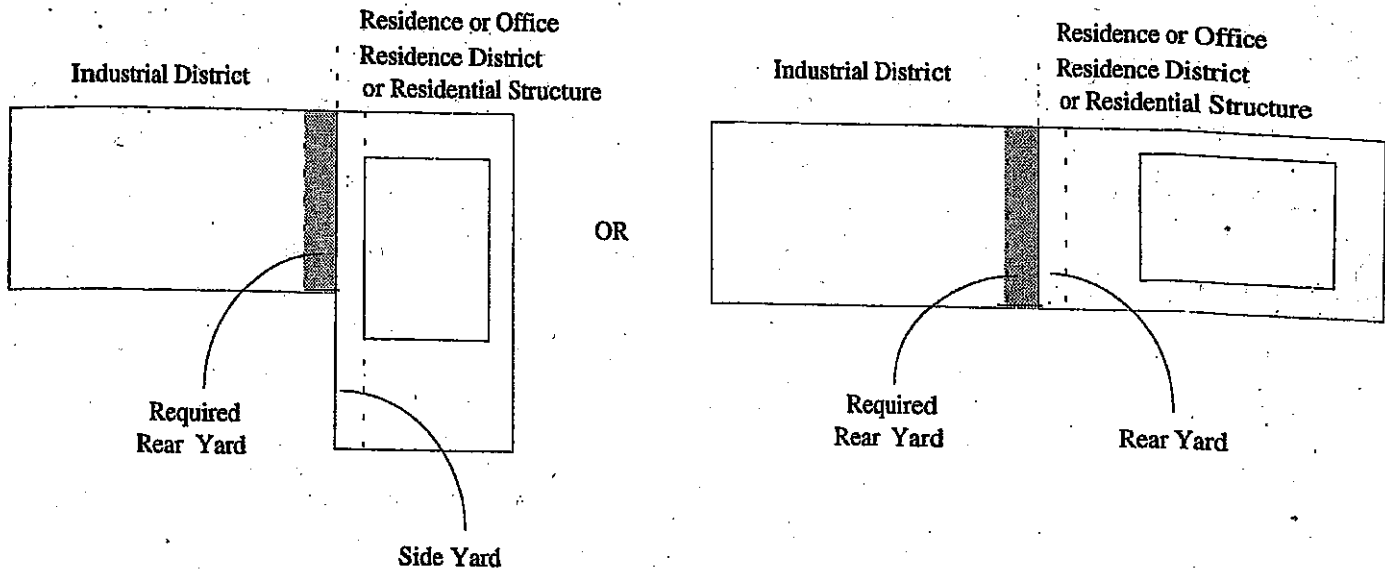 Residence or Office
Residence District
or Residential Structure
Industrial District
Required
Rear Yard
Side Yard
OR
Residence or Office
Residence District
or Residential Structure
Industrial District
Required
Rear Yard
Rear Yard